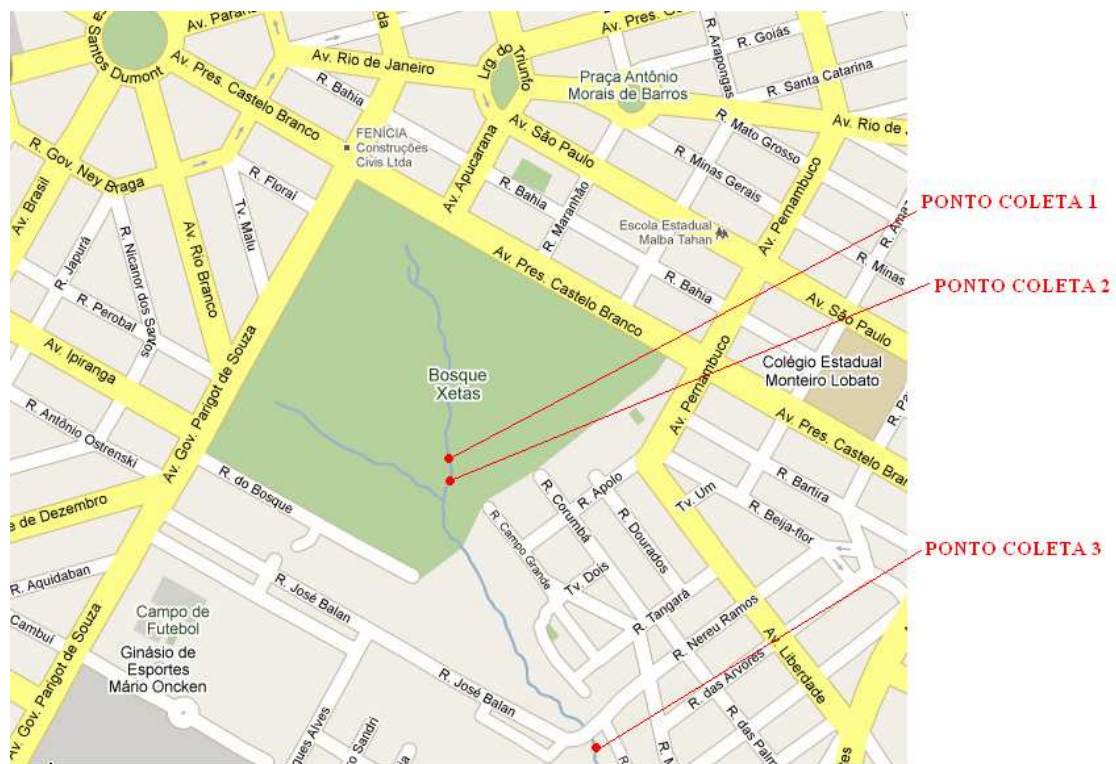 Av. Paraná
Santos Dumont
Av. Pres. Castelo Branco
Av. Rio de Janeiro
Lrg. do
Triunfo
R. Goiás
R. Arapongas
R. Santa Catarina
Praça Antônio
Morais de Barros
R. Bahia
FENÍCIA
Construções
Civis Ltda
Av. Apucarana
Av. São Paulo
R. Mato Grosso
R. Minas Gerais
R. Gov. Ney Braga
Av. Brasil
R. Floraí
Tv. Malu
R. Bahia
R. Maranhão
Escola Estadual
Malba Tahan
Av. Pernambuco
PONTO COLETA 1
R. Japurá
R. Nicanor dos Santos
Av. Rio Branco
Av. Pres. Castelo Branco
R. Bahia
R. Minas
PONTO COLETA 2
R. Perobal
Av. São Paulo
Av. Ipiranga
Av. Gov. Parigot de Souza
Bosque
Xetas
Av. Pernambuco
Colégio Estadual
Monteiro Lobato
R. Antônio Ostrenski
Av. Pres. Castelo Bran
R. do Bosque
R. Corumbá
R. Apolo
Tv. Um
R. Bartira
R. Beija-flor
e de Dezembro
R. Campo Grande
R. Dourados
PONTO COLETA 3
R. Aquidaban
Tv. Dois
R. José Balan
R. Tangará
R. Nereu Ramos
Campo de
Futebol
Cambuí
Ginásio de
Esportes
Mário Oncken
Av. Liberdade
R. das Arvores
R. José Balan
Av. Gov. Parigot de Souza
R. das Palm